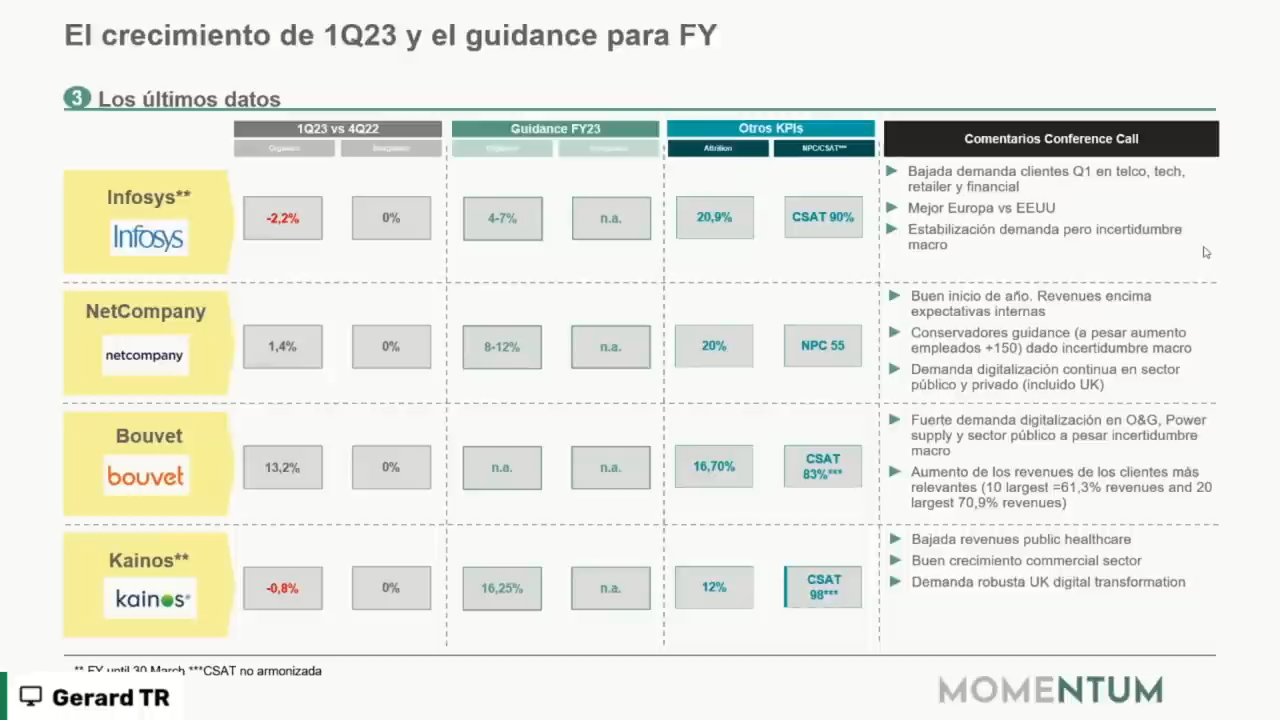 El crecimiento de 1Q23 y el guidance para FY
3 Los últimos datos
1Q23 vs 4Q22
Guidance FY23
Otros KPIs
Comentarios Conference Call
Attrition
NPC/CSAT***
Infosys**
Infosys
-2,2%
0%
4-7%
n.a.
20,9%
CSAT 90%
Bajada demanda clientes Q1 en telco, tech,
retailer y financial
Mejor Europa vs EEUU
Estabilización demanda pero incertidumbre
macro
NetCompany
netcompany
1,4%
0%
8-12%
n.a.
20%
NPC 55
Buen inicio de año. Revenues encima
expectativas internas
Conservadores guidance (a pesar aumento
empleados +150) dado incertidumbre macro
Demanda digitalización continua en sector
público y privado (incluido UK)
Bouvet
bouvet
13,2%
0%
n.a.
n.a.
16,70%
CSAT
83%***
Fuerte demanda digitalización en O&G, Power
supply y sector público a pesar incertidumbre
macro
Aumento de los revenues de los clientes más
relevantes (10 largest =61,3% revenues and 20
largest 70,9% revenues)
Kainos**
kainos
-0,8%
0%
16,25%
n.a.
12%
CSAT
98***
Bajada revenues public healthcare
Buen crecimiento commercial sector
Demanda robusta UK digital transformation
** FY until 30 March ***CSAT no armonizada
Gerard TR
MOMENTUM